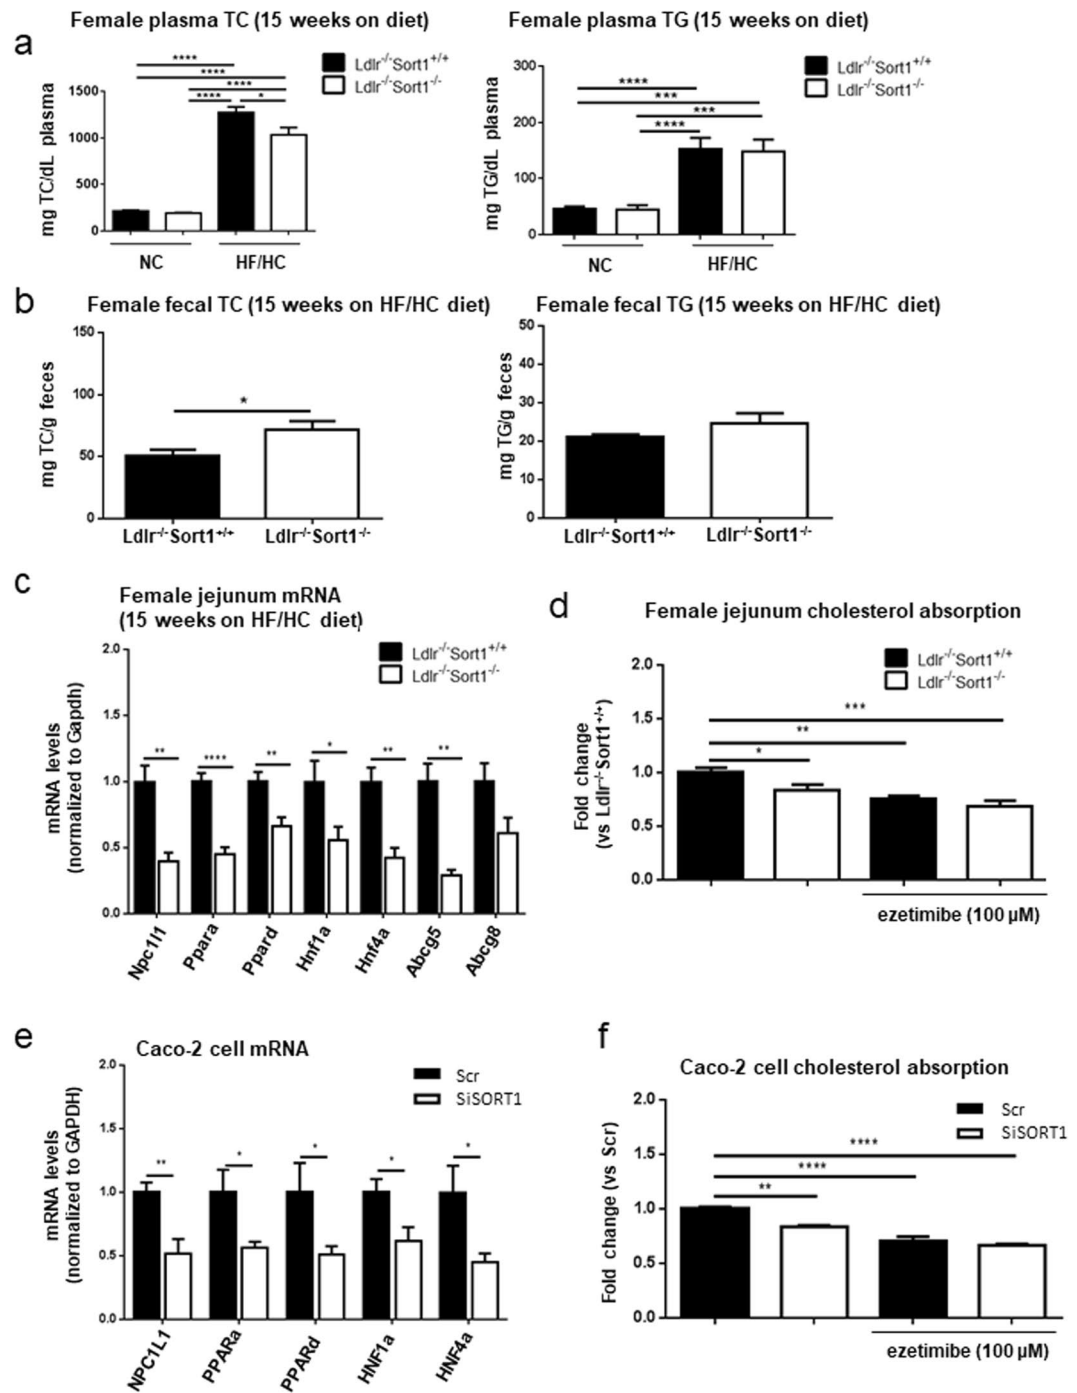 a
Female plasma TC (15 weeks on diet)
Ldlr-/-Sort1+/+
Ldlr-/-Sort1-/-
****
****
****
****
*
mg TC/dL plasma
1500
1000
500
0
NC
HF/HC
Female plasma TG (15 weeks on diet)
Ldlr-/-Sort1+/+
Ldlr-/-Sort1-/-
****
***
***
****
mg TG/dL plasma
300
200
100
0
NC
HF/HC
b
Female fecal TC (15 weeks on HF/HC diet)
*
mg TC/g feces
150
100
50
0
Ldlr-/-Sort1+/+
Ldlr-/-Sort1-/-
Female fecal TG (15 weeks on HF/HC diet)
mg TG/g feces
50
40
30
20
10
0
Ldlr-/-Sort1+/+
Ldlr-/-Sort1-/-
c
Female jejunum mRNA
(15 weeks on HF/HC diet)
Ldlr-/-Sort1+/+
Ldlr-/-Sort1-/-
mRNA levels
(normalized to Gapdh)
2.0
1.5
1.0
0.5
0.0
**
****
**
*
**
**
Npc1l1
Ppara
Ppard
Hnf1a
Hnf4a
Abcg5
Abcg8
d
Female jejunum cholesterol absorption
Ldlr-/-Sort1+/+
Ldlr-/-Sort1-/-
***
**
*
Fold change
(vs Ldlr-/-Sort1+/+)
2.0
1.5
1.0
0.5
0.0
ezetimibe (100 µM)
e
Caco-2 cell mRNA
Scr
SiSORT1
mRNA levels
(normalized to GAPDH)
2.0
1.5
1.0
0.5
0.0
**
*
*
*
*
NPC1L1
PPARa
PPARd
HNF1a
HNF4a
f
Caco-2 cell cholesterol absorption
Scr
SiSORT1
****
****
**
Fold change (vs Scr)
2.0
1.5
1.0
0.5
0.0
ezetimibe (100 µM)